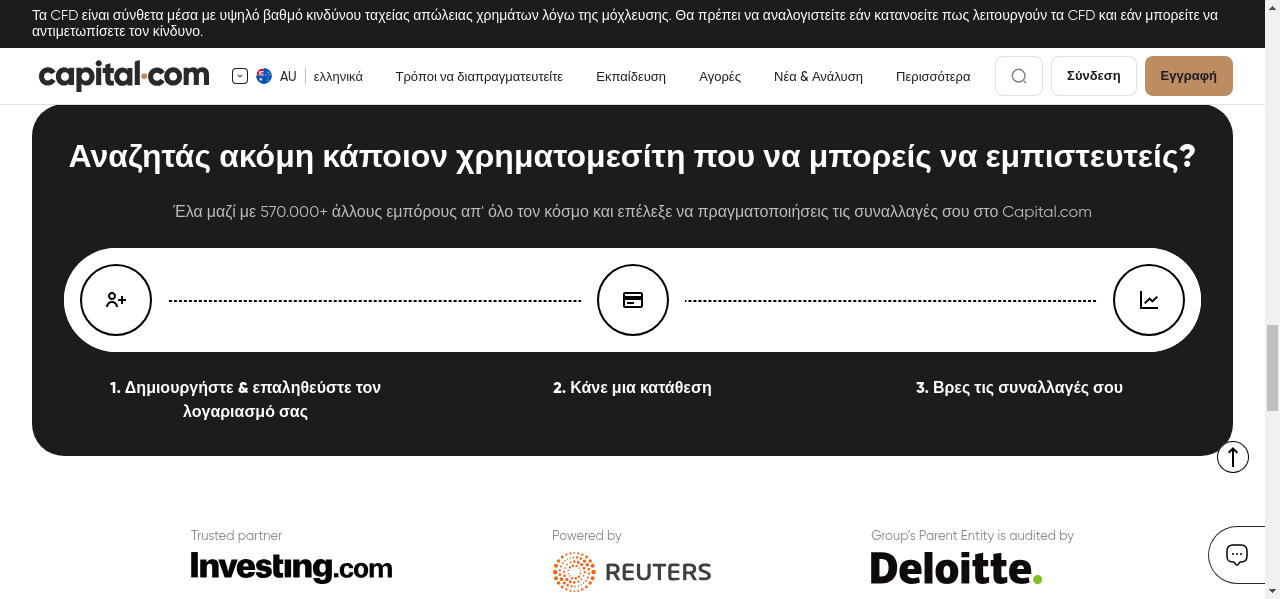 Τα CFD είναι σύνθετα μέσα με υψηλό βαθμό κινδύνου ταχείας απώλειας χρημάτων λόγω της μόχλευσης. Θα πρέπει να αναλογιστείτε εάν κατανοείτε πως λειτουργούν τα CFD και εάν μπορείτε να
αντιμετωπίσετε τον κίνδυνο.
capital.com AU ελληνικά Τρόποι να διαπραγματευτείτε Εκπαίδευση Αγορές Νέα & Ανάλυση Περισσότερα Σύνδεση Εγγραφή
Αναζητάς ακόμη κάποιον χρηματομεσίτη που να μπορείς να εμπιστευτείς?
Έλα μαζί με 570.000+ άλλους εμπόρους απ' όλο τον κόσμο και επέλεξε να πραγματοποιήσεις τις συναλλαγές σου στο Capital.com
1. Δημιουργήστε & επαληθεύστε τον
λογαριασμό σας
2. Κάνε μια κατάθεση
3. Βρες τις συναλλαγές σου
Trusted partner
Investing.com
Powered by
REUTERS
Group's Parent Entity is audited by
Deloitte.